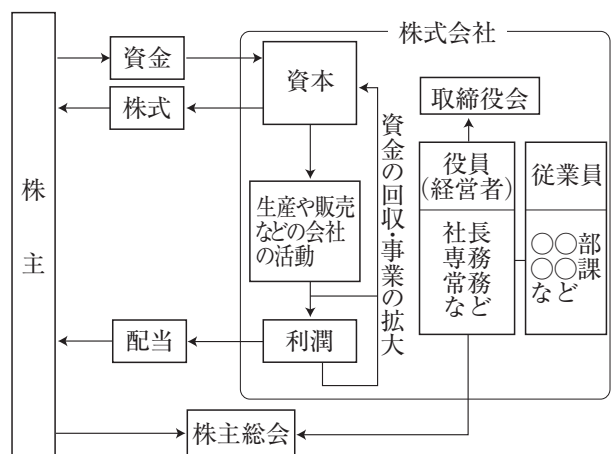 株式会社
資金
資本
株式
取締役会
株主
資金の回収・事業の拡大
役員
(経営者)
従業員
生産や販売
などの会社
の活動
社長
専務
常務
など
○○部
○○課
など
配当
利潤
株主総会